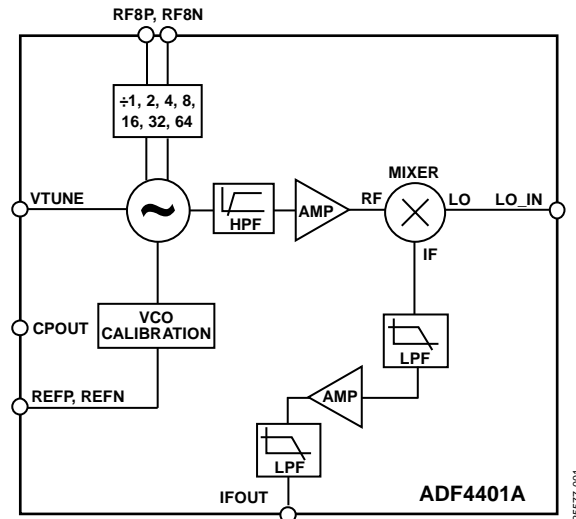 RF8P, RF8N
÷1, 2, 4, 8,
16, 32, 64
VTUNE
HPF
AMP
RF
MIXER
LO
LO_IN
IF
CPOUT
VCO
CALIBRATION
LPF
REFP, REFN
AMP
LPF
IFOUT
ADF4401A